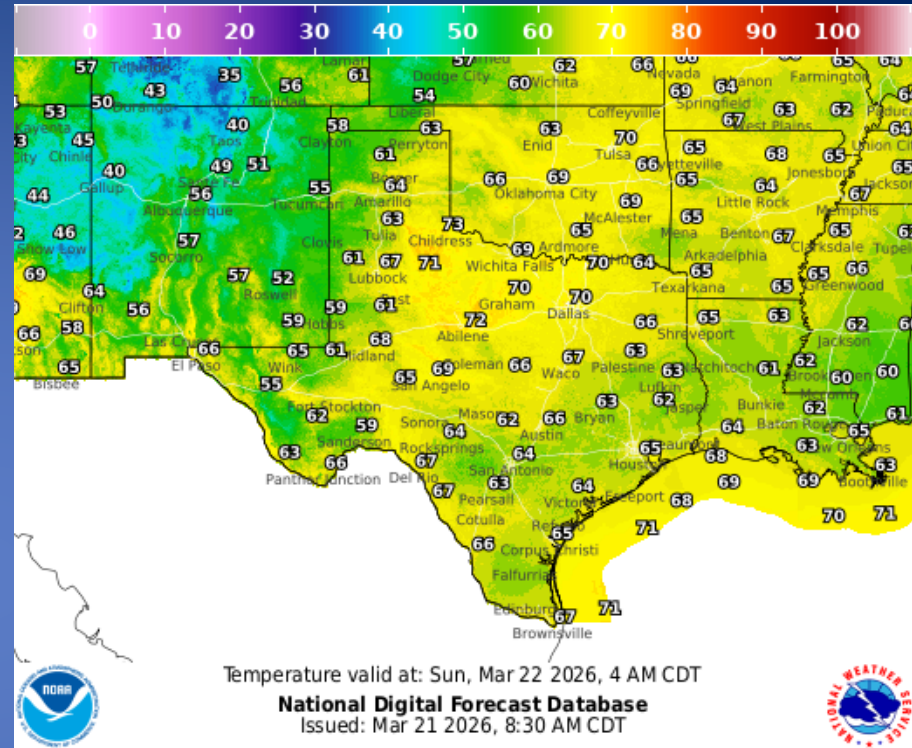 0 10 20 30 40 50 60 70 80 90 100
57 35 56 61 57 62 66 65 64
Dodge City Wichita Nevada Lebanon Farmington
43 60 69 64
50 Durango Trinidad 54 Springfield
53 Liberal Coffeyville 67 63 62
Kayenta 40 58 63 63 70 West Plains 64
45 Taos Clayton Perryton Enid Tulsa 65 Union City
Chinle 61 66 68 65
40 49 51 Jonesboro
Gallup Santa Fe 55 64 66 69 65 64 67 Jackson
44 56 Amarillo Oklahoma City 69 Little Rock Memphis
Albuquerque Tucumcari 63 73 McAlester 65
46 57 Clovis Tulia Childress 65 Mena Benton 67 65
Show Low Socorro 61 67 71 69 Ardmore Arkadelphia Clarksdale
69 57 52 Lubbock Wichita Falls 70 64 65 65 66
64 Roswell 70 Texarkana Greenwood
Clifton 56 59 61 Graham 70
66 58 59 Hobbs 72 Dallas 66 65 63 62
Las Cruces 68 Abilene Shreveport Jackson
66 65 61 Midland 67 63 62
65 El Paso Wink 69 Coleman 66 Waco Palestine 63 Natchitoches 61 60 60
Bisbee 55 65 San Angelo Lufkin Brookhaven
Fort Stockton 63 62 Jasper Bunkie McComb
62 59 Sonora 64 Mason 62 66 Bryan 62 61
Sanderson Rocksprings Austin 65 Beaumont 64 Baton Rouge 65
63 66 67 64 Houston 68 63 New Orleans
Panther Junction Del Rio San Antonio 69 69 63
67 63 64 Freeport 68 Boothville
Pearsall Victoria 70 71
Cotulla Refugio 71
66 65
Corpus Christi
Falfurrias
Edinburg 67 71
Brownsville
NOAA
Temperature valid at: Sun, Mar 22 2026, 4 AM CDT
National Digital Forecast Database
Issued: Mar 21 2026, 8:30 AM CDT
NATIONAL WEATHER SERVICE